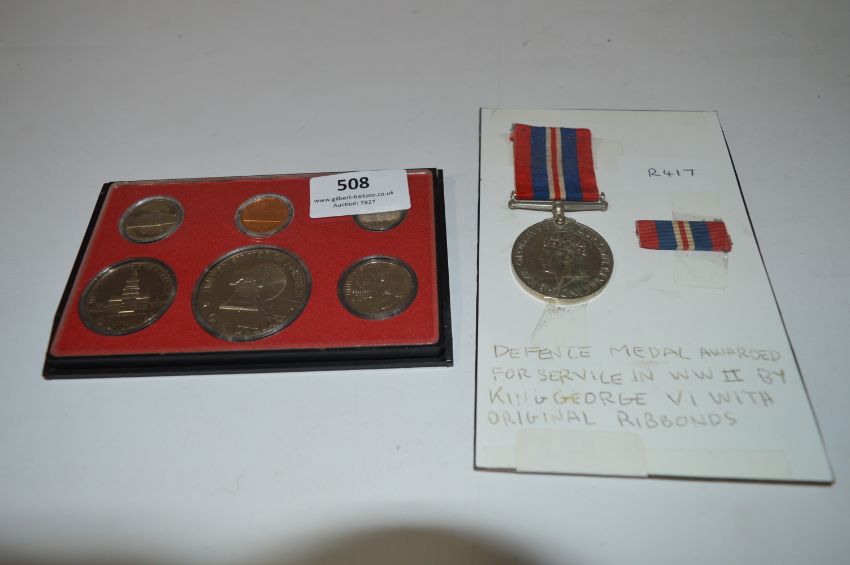 508
www.gilbert-baitson.co.uk
Auction: 7827
R417
DEFENCE MEDAL AWARDED
FOR SERVICE IN WW II BY
KING GEORGE VI WITH
ORIGINAL RIBBONDS